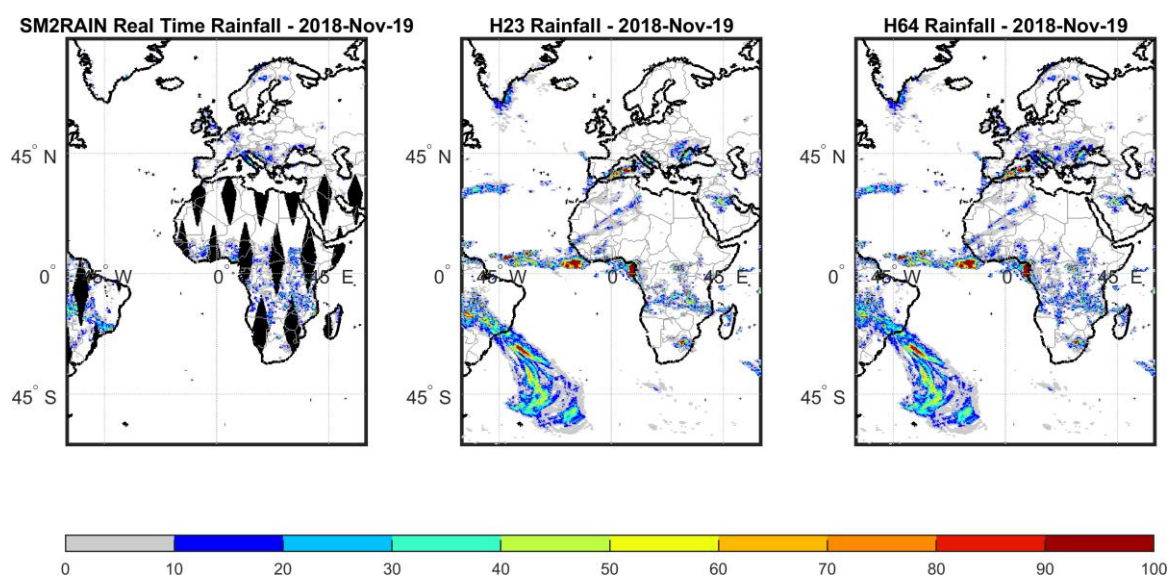 SM2RAIN Real Time Rainfall - 2018-Nov-19
H23 Rainfall - 2018-Nov-19
H64 Rainfall - 2018-Nov-19
45° N
45° N
45° N
0°
45° W
0°
45° E
0°
45° W
0°
45° E
0°
45° W
0°
45° E
45° S
45° S
45° S
0 10 20 30 40 50 60 70 80 90 100